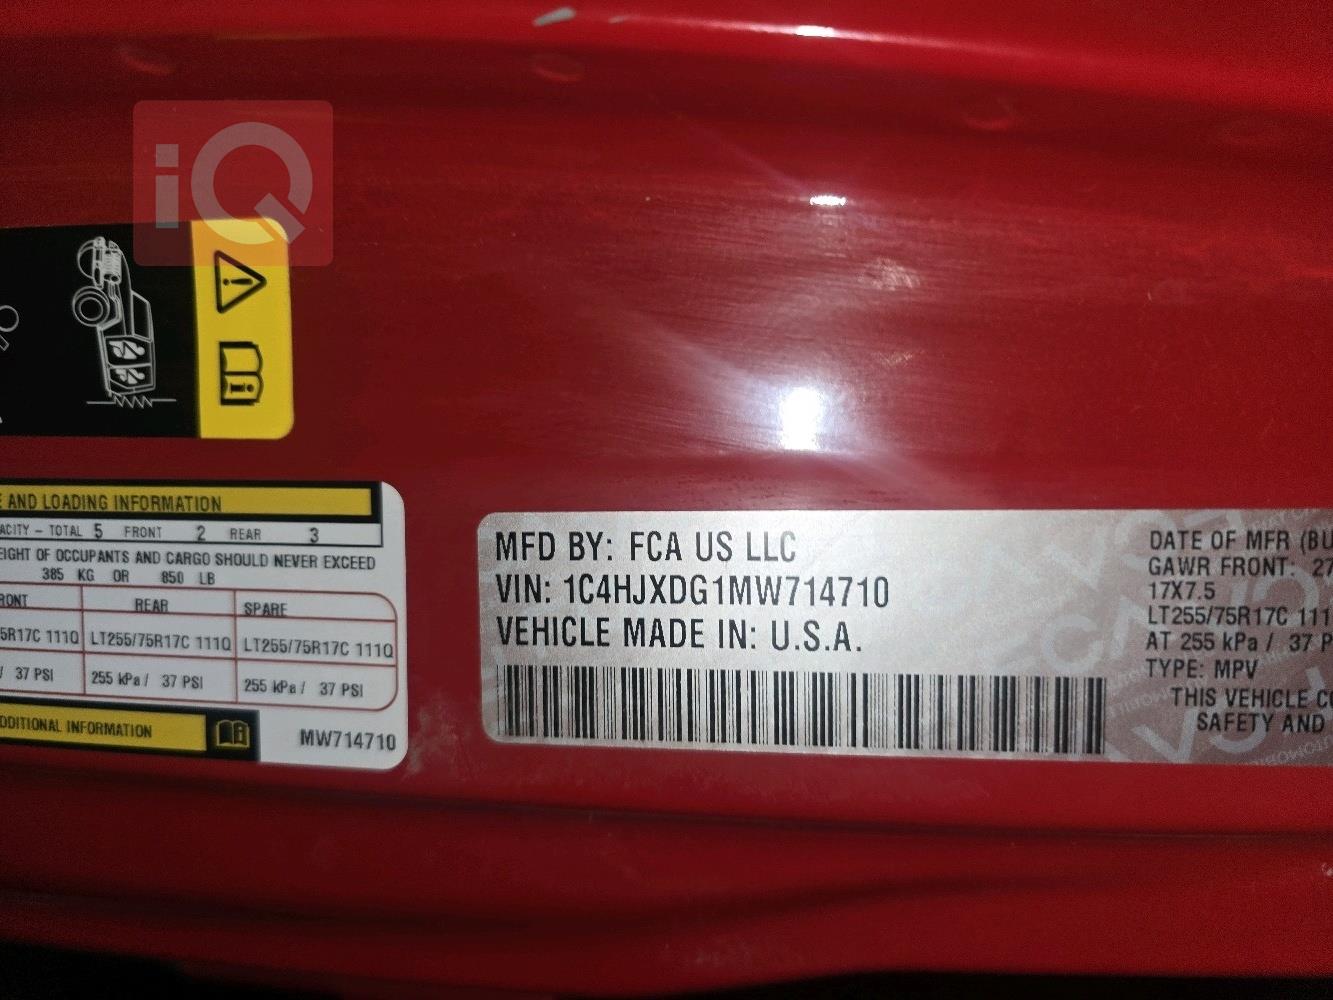 iQ
E AND LOADING INFORMATION
ACITY - TOTAL 5 FRONT 2 REAR 3
EIGHT OF OCCUPANTS AND CARGO SHOULD NEVER EXCEED
385 KG OR 850 LB
RONT REAR SPARE
5R17C 111Q LT255/75R17C 111Q LT255/75R17C 111Q
/ 37 PSI 255 kPa / 37 PSI 255 kPa / 37 PSI
DDITIONAL INFORMATION
MW714710
MFD BY: FCA US LLC
VIN: 1C4HJXDG1MW714710
VEHICLE MADE IN: U.S.A.
DATE OF MFR (BU
GAWR FRONT: 27
17X7.5
LT255/75R17C 111
AT 255 kPa / 37 P
TYPE: MPV
THIS VEHICLE CO
SAFETY AND